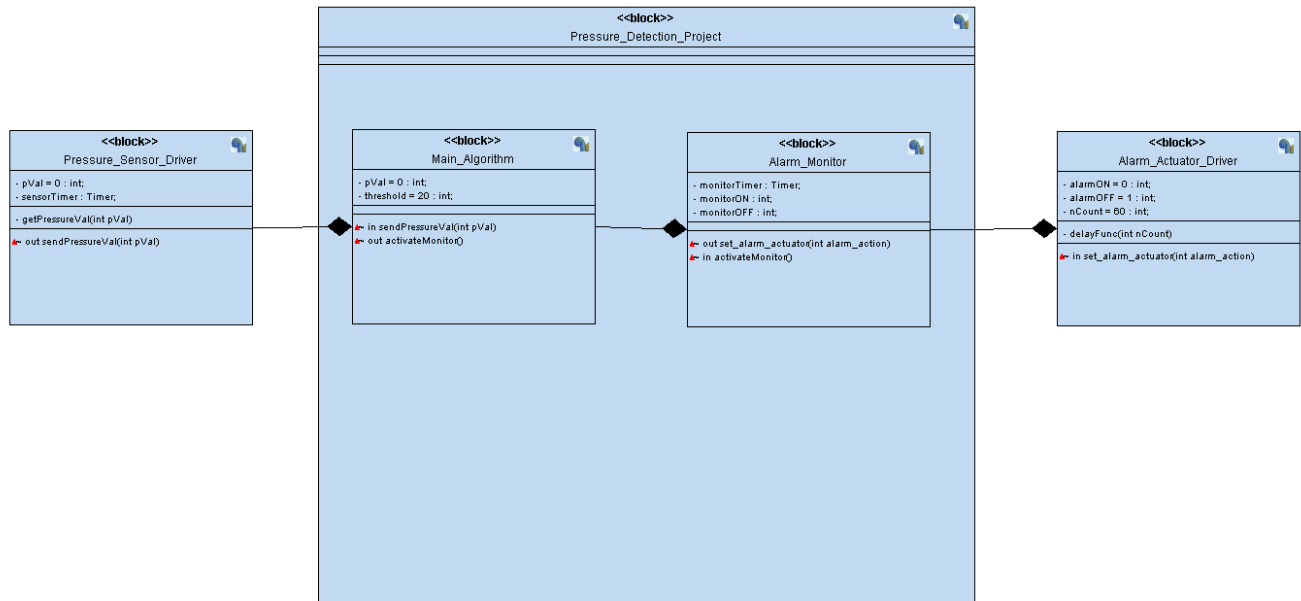 <<block>>
Pressure_Detection_Project
<<block>>
Pressure_Sensor_Driver
- pVal = 0 : int;
- sensorTimer : Timer;
- getPressureVal(int pVal)
~ out sendPressureVal(int pVal)
<<block>>
Main_Algorithm
- pVal = 0 : int;
- threshold = 20 : int;
~ in sendPressureVal(int pVal)
~ out activateMonitor()
<<block>>
Alarm_Monitor
- monitorTimer : Timer;
- monitorON : int;
- monitorOFF : int;
~ out set_alarm_actuator(int alarm_action)
~ in activateMonitor()
<<block>>
Alarm_Actuator_Driver
- alarmON = 0 : int;
- alarmOFF = 1 : int;
- nCount = 60 : int;
- delayFunc(int nCount)
~ in set_alarm_actuator(int alarm_action)